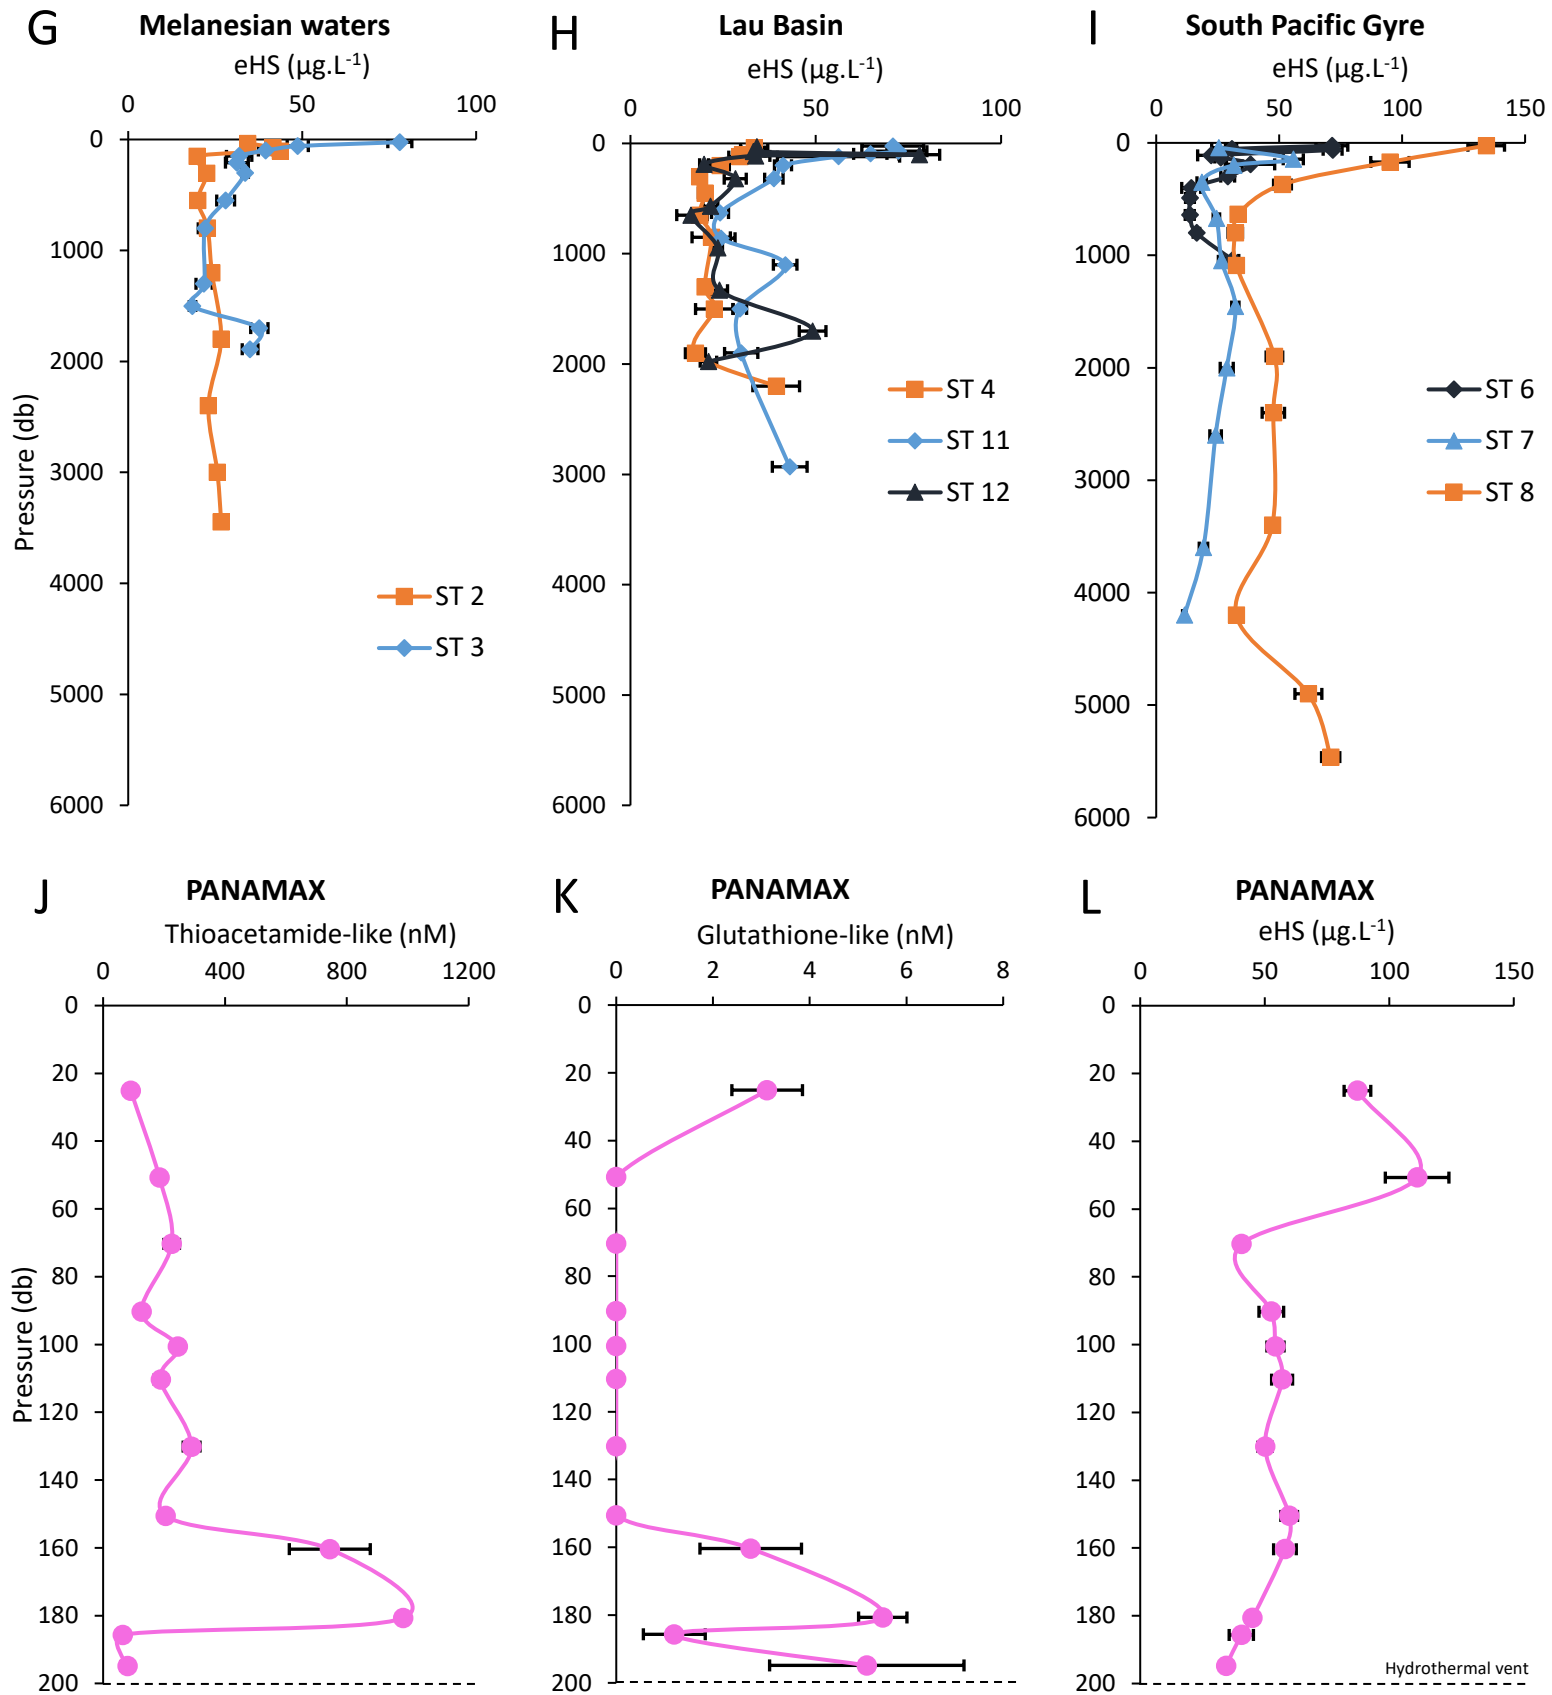 G
Melanesian waters
eHS (µg.L-1)
0 50 100
0
1000
2000
3000
4000
5000
6000
Pressure (db)
ST 2
ST 3
H
Lau Basin
eHS (µg.L-1)
0 50 100
0
1000
2000
3000
4000
5000
6000
ST 4
ST 11
ST 12
I
South Pacific Gyre
eHS (µg.L-1)
0 50 100 150
0
1000
2000
3000
4000
5000
6000
ST 6
ST 7
ST 8
J
PANAMAX
Thioacetamide-like (nM)
0 400 800 1200
0
20
40
60
80
100
120
140
160
180
200
Pressure (db)
K
PANAMAX
Glutathione-like (nM)
0 2 4 6 8
0
20
40
60
80
100
120
140
160
180
200
L
PANAMAX
eHS (µg.L-1)
0 50 100 150
0
20
40
60
80
100
120
140
160
180
200
Hydrothermal vent